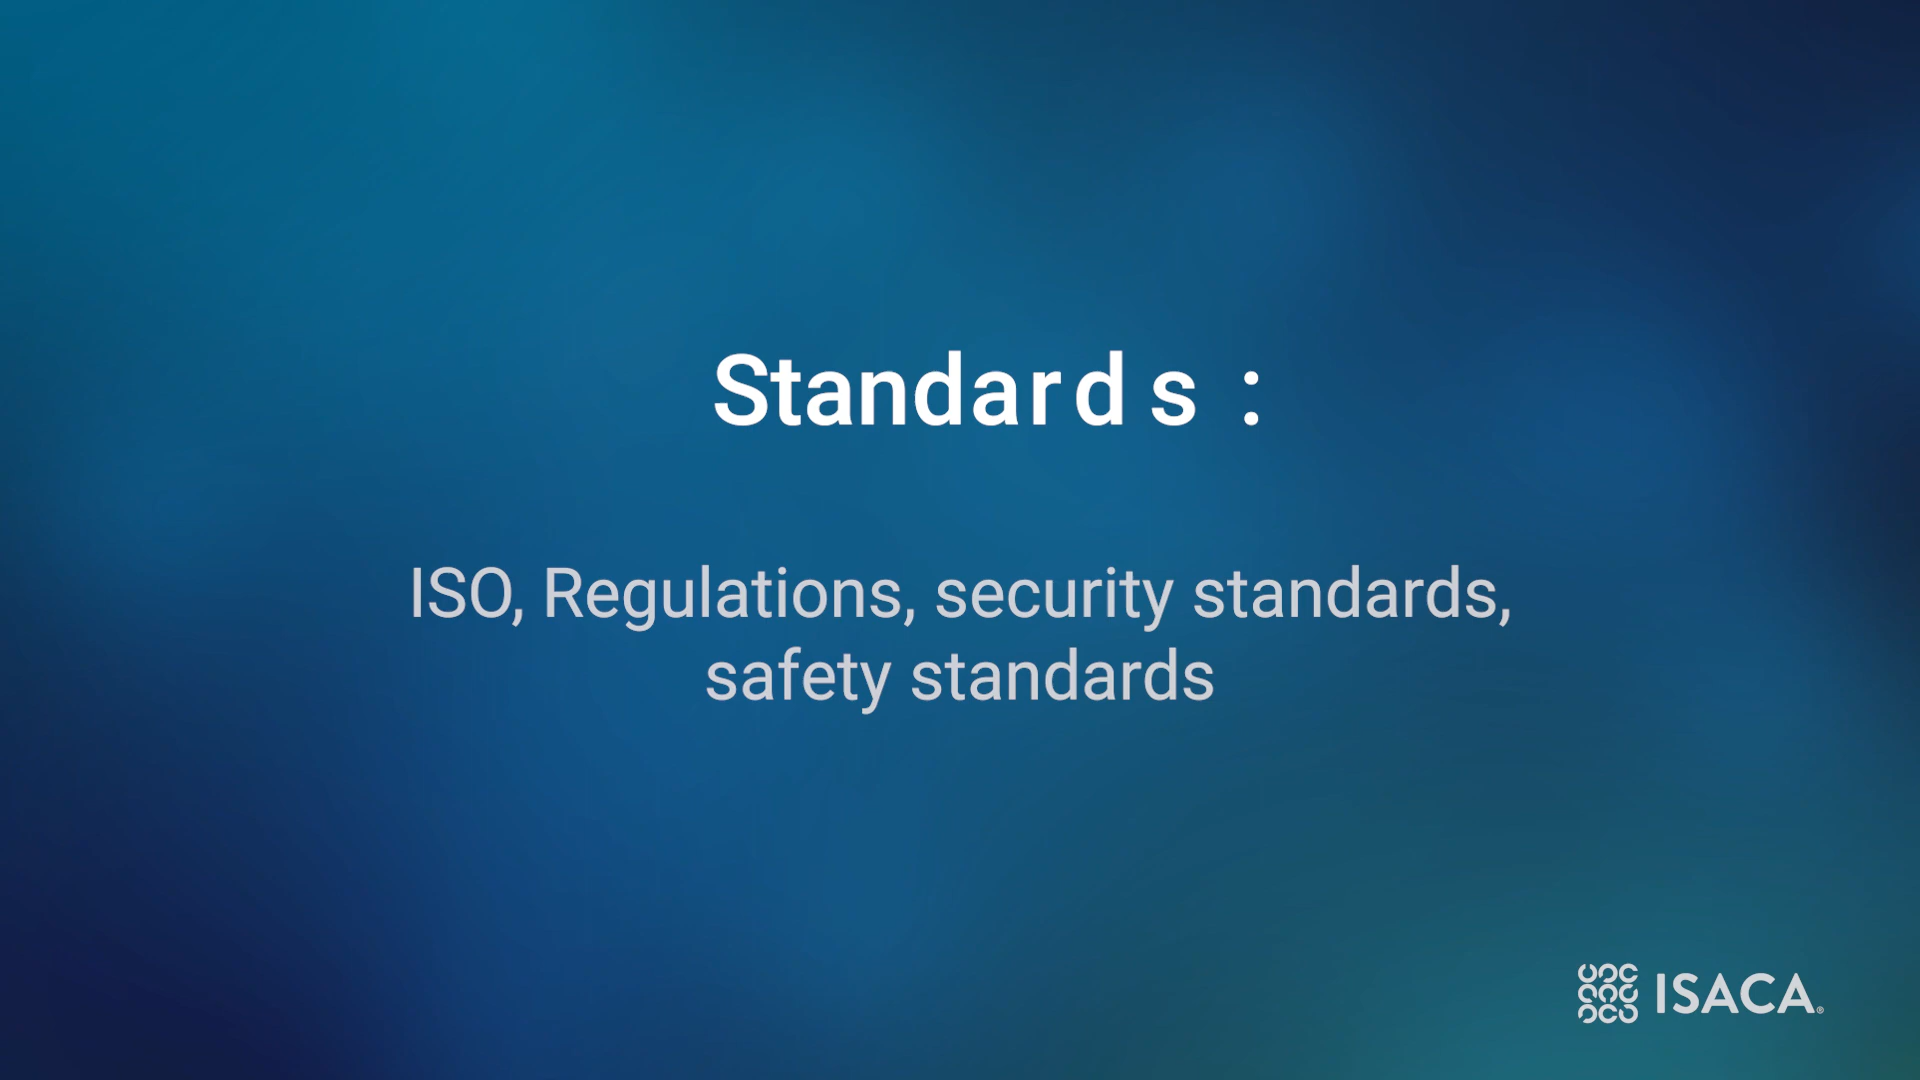 Standards :
ISO, Regulations, security standards,
safety standards
ISACA®